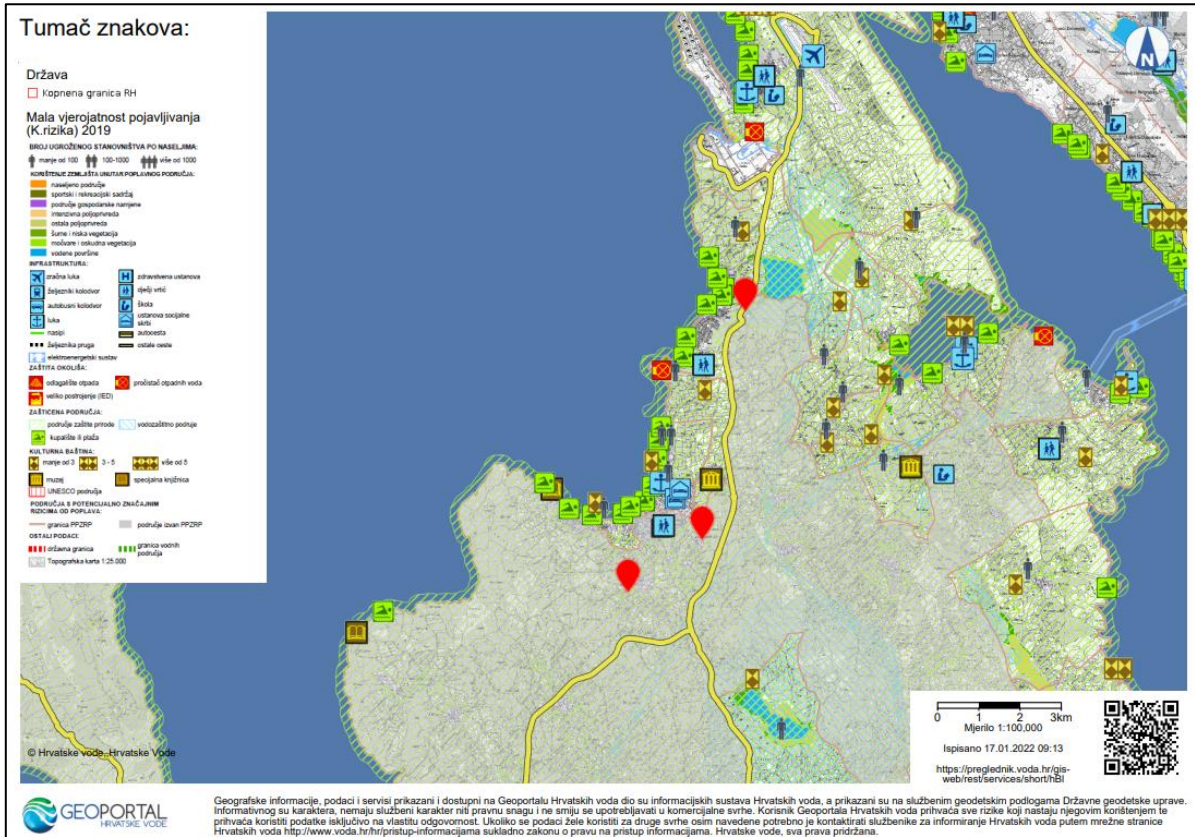 Tumač znakova:
Država
Kopnena granica RH
Mala vjerojatnost pojavljivanja
(K.rizika) 2019
BROJ UGROŽENOG STANOVNIŠTVA PO NASELJIMA:
manje od 100 100-1000 više od 1000
KORIŠTENJE ZEMLJIŠTA UNUTAR POPLAVNOG PODRUČJA:
naseljeno područje
sportski i rekreacijski sadržaj
područje gospodarske namjene
intenzivna poljoprivreda
ostala poljoprivreda
šume i niska vegetacija
močvare i oskudna vegetacija
vodene površine
INFRASTRUKTURA:
zračna luka H zdravstvena ustanova
željeznički kolodvor dječji vrtić
autobusni kolodvor škola
luka ustanova socijalne
skrbi
nasipi autocesta
željeznička pruga ostale ceste
elektroenergetski sustav
ZAŠTITA OKOLIŠA:
odlagalište otpada pročistač otpadnih voda
veliko postrojenje (IED)
ZAŠTIĆENA PODRUČJA:
područje zaštite prirode vodozaštitno područje
kupalište ili plaža
KULTURNA BAŠTINA:
manje od 3 3 - 5 više od 5
muzej specijalna knjižnica
UNESCO područja
PODRUČJA S POTENCIJALNO ZNAČAJNIM
RIZICIMA OD POPLAVA:
granica PPZRP područje izvan PPZRP
OSTALI PODACI:
državna granica granica vodnih
područja
Topografska karta 1:25.000
N
© Hrvatske vode, Hrvatske Vode
0 1 2 3km
Mjerilo 1:100,000
Ispisano 17.01.2022 09:13
https://preglednik.voda.hr/gis-
web/rest/services/short/hBl
GEOPORTAL
HRVATSKE VODE
Geografske informacije, podaci i servisi prikazani i dostupni na Geoportalu Hrvatskih voda dio su informacijskih sustava Hrvatskih voda, a prikazani su na službenim geodetskim podlogama Državne geodetske uprave.
Informativnog su karaktera, nemaju službeni karakter niti pravnu snagu i ne smiju se upotrebljavati u komercijalne svrhe. Korisnik Geoportala Hrvatskih voda prihvaća sve rizike koji nastaju njegovim korištenjem te
prihvaća koristiti podatke isključivo na vlastitu odgovornost. Ukoliko se podaci žele koristiti za druge svrhe osim navedene potrebno je kontaktirati službenike za informiranje Hrvatskih voda putem mrežne stranice
Hrvatskih voda http://www.voda.hr/hr/pristup-informacijama sukladno zakonu o pravu na pristup informacijama. Hrvatske vode, sva prava pridržana.